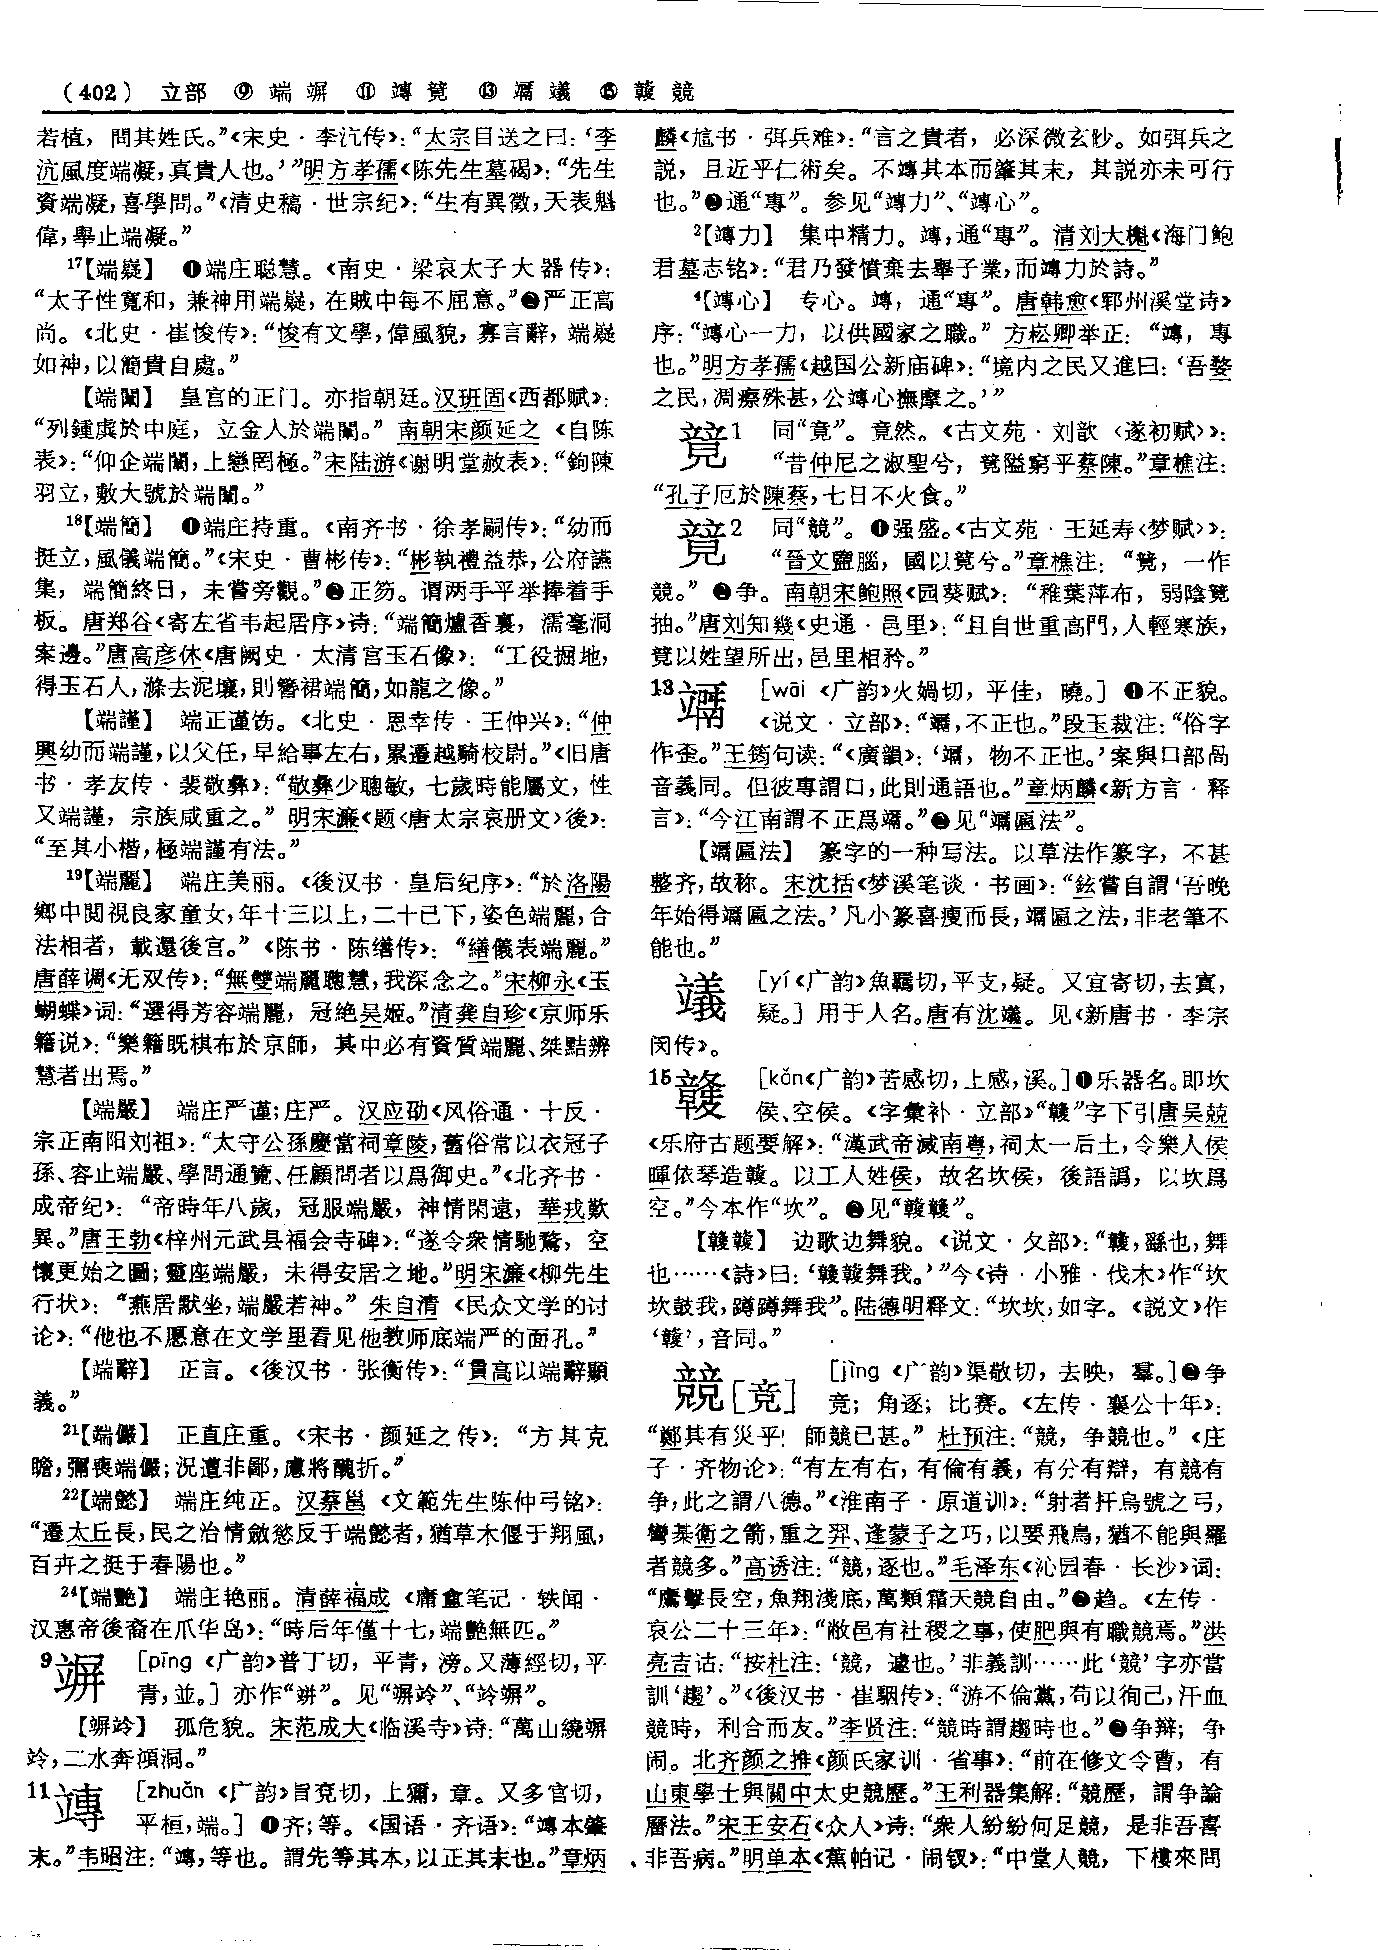 (402) 立部 ⑨ 端 竮 ⑪ 竱 竸 ⑬ 䇈 䇇 ⑮ 竷 競
若植，問其姓氏。”《宋史·李沆传》：“太宗目送之曰：‘李
沆風度端凝，真貴人也。’”明方孝孺《陈先生墓碣》：“先生
資端凝，喜學問。”《清史稿·世宗纪》：“生有異徵，天表魁
偉，舉止端凝。”
17【端嶷】 ❶端庄聪慧。《南史·梁哀太子大器传》：
“太子性寬和，兼神用端嶷，在賊中每不屈意。”❷严正高
尚。《北史·崔㥄传》：“㥄有文學，偉風貌，寡言辭，端嶷
如神，以簡貴自處。”
【端闈】 皇宫的正门。亦指朝廷。汉班固《西都赋》：
“列鍾虡於中庭，立金人於端闈。”南朝宋颜延之《自陈
表》：“仰企端闈，上戀罔極。”宋陆游《谢明堂赦表》：“鉤陳
羽立，敷大號於端闈。”
18【端簡】 ❶端庄持重。《南齐书·徐孝嗣传》：“幼而
挺立，風儀端簡。”《宋史·曹彬传》：“彬執禮益恭，公府讌
集，端簡終日，未嘗旁觀。”❷正笏。谓两手平举捧着手
板。唐郑谷《寄左省韦起居序》诗：“端簡爐香裏，濡毫洞
案邊。”唐高彦休《唐阙史·太清宫玉石像》：“工役掘地，
得玉石人，滌去泥壤，則簪裙端簡，如龍之像。”
【端謹】 端正谨饬。《北史·恩幸传·王仲兴》：“仲
興幼而端謹，以父任，早給事左右，累遷越騎校尉。”《旧唐
书·孝友传·裴敬彝》：“敬彝少聰敏，七歲時能屬文，性
又端謹，宗族咸重之。”明宋濂《题〈唐太宗哀册文〉後》：
“至其小楷，極端謹有法。”
19【端麗】 端庄美丽。《後汉书·皇后纪序》：“於洛陽
鄉中閱視良家童女，年十三以上，二十已下，姿色端麗，合
法相者，載還後宫。”《陈书·陈缮传》：“繕儀表端麗。”
唐薛调《无双传》：“無雙端麗聰慧，我深念之。”宋柳永《玉
蝴蝶》词：“選得芳容端麗，冠絶吴姬。”清龚自珍《京师乐
籍说》：“樂籍既棋布於京師，其中必有資質端麗、桀黠辨
慧者出焉。”
【端嚴】 端庄严谨；庄严。汉应劭《风俗通·十反·
宗正南阳刘祖》：“太守公孫慶當祠章陵，舊俗常以衣冠子
孫、容止端嚴、學問通覽、任顧問者以爲御史。”《北齐书·
成帝纪》：“帝時年八歲，冠服端嚴，神情閑遠，華戎歎
異。”唐王勃《梓州元武县福会寺碑》：“遂令衆情馳騖，空
懷更始之圖；靈座端嚴，未得安居之地。”明宋濂《柳先生
行状》：“燕居默坐，端嚴若神。”朱自清《民众文学的讨
论》：“他也不愿意在文学里看见他教师底端严的面孔。”
【端辭】 正言。《後汉书·张衡传》：“貫高以端辭顯
義。”
21【端儼】 正直庄重。《宋书·颜延之传》：“方其克
瞻，彌喪端儼；況遭非鄙，慮將醜折。”
22【端懿】 端庄纯正。汉蔡邕《文範先生陈仲弓铭》：
“遷太丘長，民之治情斂慾反于端懿者，猶草木偃于翔風，
百卉之挺于春陽也。”
24【端艷】 端庄艳丽。清薛福成《庸盦笔记·轶闻·
汉惠帝後裔在爪华岛》：“時后年僅十七，端艷無匹。”
9竮 [pīng《广韵》普丁切，平青，滂。又薄經切，平
青，並。] 亦作“竛”。见“竮竛”、“竛竮”。
【竮竛】 孤危貌。宋范成大《临溪寺》诗：“萬山繞竮
竛，二水奔澒洞。”
11竱 [zhuǎn《广韵》旨兗切，上獮，章。又多官切，
平桓，端。] ❶齐；等。《国语·齐语》：“竱本肇
末。”韦昭注：“竱，等也。謂先等其本，以正其末也。”章炳
麟《訄书·弭兵难》：“言之貴者，必深微玄眇。如弭兵之
説，且近乎仁術矣。不竱其本而肇其末，其説亦未可行
也。”❷通“專”。参见“竱力”、“竱心”。
2【竱力】 集中精力。竱，通“專”。清刘大櫆《海门鲍
君墓志铭》：“君乃發憤棄去舉子業，而竱力於詩。”
4【竱心】 专心。竱，通“專”。唐韩愈《郓州溪堂诗》
序：“竱心一力，以供國家之職。”方崧卿举正：“竱，專
也。”明方孝孺《越国公新庙碑》：“境内之民又進曰：‘吾婺
之民，凋瘵殊甚，公竱心撫摩之。’”
竸1 同“竟”。竟然。《古文苑·刘歆〈遂初赋〉》：
“昔仲尼之淑聖兮，竸隘窮乎蔡陳。”章樵注：
“孔子厄於陳蔡，七日不火食。”
竸2 同“競”。❶强盛。《古文苑·王延寿〈梦赋〉》：
“晉文盬腦，國以竸兮。”章樵注：“竸，一作
競。”❷争。南朝宋鲍照《园葵赋》：“稚葉萍布，弱陰竸
抽。”唐刘知幾《史通·邑里》：“且自世重高門，人輕寒族，
竸以姓望所出，邑里相矜。”
13䇈 [wāi《广韵》火媧切，平佳，曉。] ❶不正貌。
《说文·立部》：“䇈，不正也。”段玉裁注：“俗字
作歪。”王筠句读：“《廣韻》：‘䇈，物不正也。’案與口部咼
音義同。但彼專謂口，此則通語也。”章炳麟《新方言·释
言》：“今江南謂不正爲䇈。”❷见“䇈匾法”。
【䇈匾法】 篆字的一种写法。以草法作篆字，不甚
整齐，故称。宋沈括《梦溪笔谈·书画》：“鉉嘗自謂‘吾晚
年始得䇈匾之法。’凡小篆喜瘦而長，䇈匾之法，非老筆不
能也。”
䇇 [yí《广韵》魚羈切，平支，疑。又宜寄切，去寘，
疑。] 用于人名。唐有沈䇇。见《新唐书·李宗
闵传》。
15竷 [kǎn《广韵》苦感切，上感，溪。]❶乐器名。即坎
侯、空侯。《字彙补·立部》“竷”字下引唐吴兢
《乐府古题要解》：“漢武帝滅南粤，祠太一后土，令樂人侯
暉依琴造竷。以工人姓侯，故名坎侯，後語譌，以坎爲
空。”今本作“坎”。❷见“竷竷”。
【竷竷】 边歌边舞貌。《说文·夂部》：“竷，繇也，舞
也……《詩》曰：‘竷竷舞我。’”今《诗·小雅·伐木》作“坎
坎鼓我，蹲蹲舞我”。陆德明释文：“坎坎，如字。《説文》作
‘竷’，音同。”
競[竞] [jìng《广韵》渠敬切，去映，羣。]❶争
竞；角逐；比赛。《左传·襄公十年》：
“鄭其有災乎！師競已甚。”杜预注：“競，争競也。”《庄
子·齐物论》：“有左有右，有倫有義，有分有辯，有競有
争，此之謂八德。”《淮南子·原道训》：“射者扞烏號之弓，
彎棊衛之箭，重之羿、逢蒙子之巧，以要飛鳥，猶不能與羅
者競多。”高诱注：“競，逐也。”毛泽东《沁园春·长沙》词：
“鷹擊長空，魚翔淺底，萬類霜天競自由。”❷趋。《左传·
哀公二十三年》：“敝邑有社稷之事，使肥與有職競焉。”洪
亮吉诂：“按杜注：‘競，遽也。’非義訓……此‘競’字亦當
訓‘趨’。”《後汉书·崔駰传》：“游不倫黨，苟以徇己，汗血
競時，利合而友。”李贤注：“競時謂趨時也。”❸争辩；争
闹。北齐颜之推《颜氏家训·省事》：“前在修文令曹，有
山東學士與關中太史競歷。”王利器集解：“競歷，謂争論
曆法。”宋王安石《众人》诗：“衆人紛紛何足競，是非吾喜
非吾病。”明单本《蕉帕记·闹钗》：“中堂人競，下樓來問